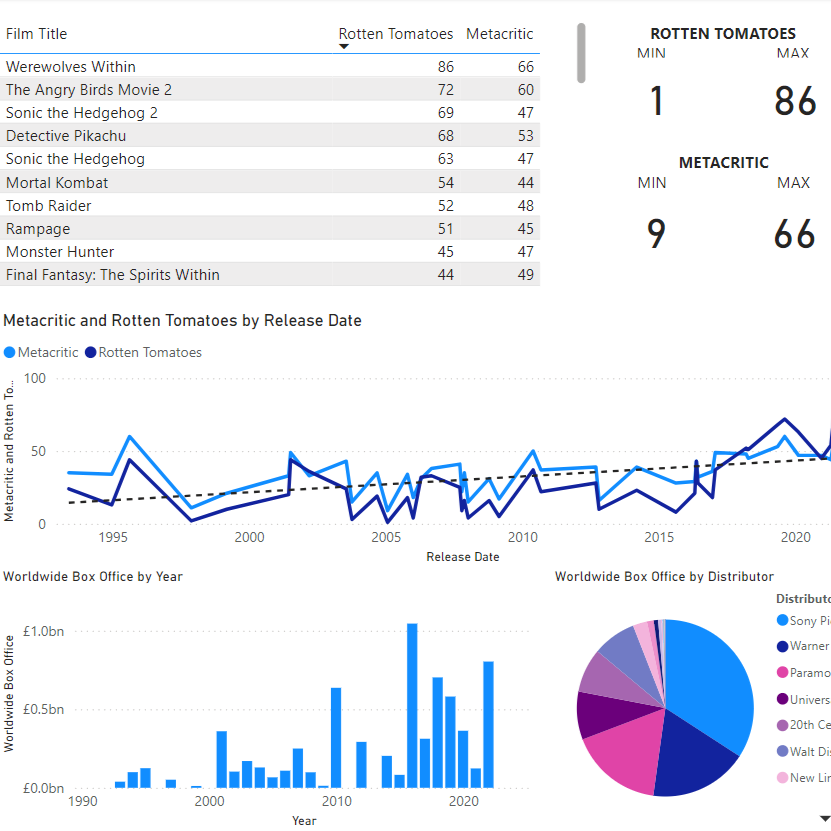 Film Title Rotten Tomatoes Metacritic
Werewolves Within 86 66
The Angry Birds Movie 2 72 60
Sonic the Hedgehog 2 69 47
Detective Pikachu 68 53
Sonic the Hedgehog 63 47
Mortal Kombat 54 44
Tomb Raider 52 48
Rampage 51 45
Monster Hunter 45 47
Final Fantasy: The Spirits Within 44 49
ROTTEN TOMATOES
MIN MAX
1 86
METACRITIC
MIN MAX
9 66
Metacritic and Rotten Tomatoes by Release Date
Metacritic Rotten Tomatoes
Metacritic and Rotten To...
100
50
0
1995 2000 2005 2010 2015 2020
Release Date
Worldwide Box Office by Year
Worldwide Box Office
£1.0bn
£0.5bn
£0.0bn
1990 2000 2010 2020
Year
Worldwide Box Office by Distributor
Distributo
Sony Pi
Warner
Paramo
Univers
20th Ce
Walt Dis
New Lin